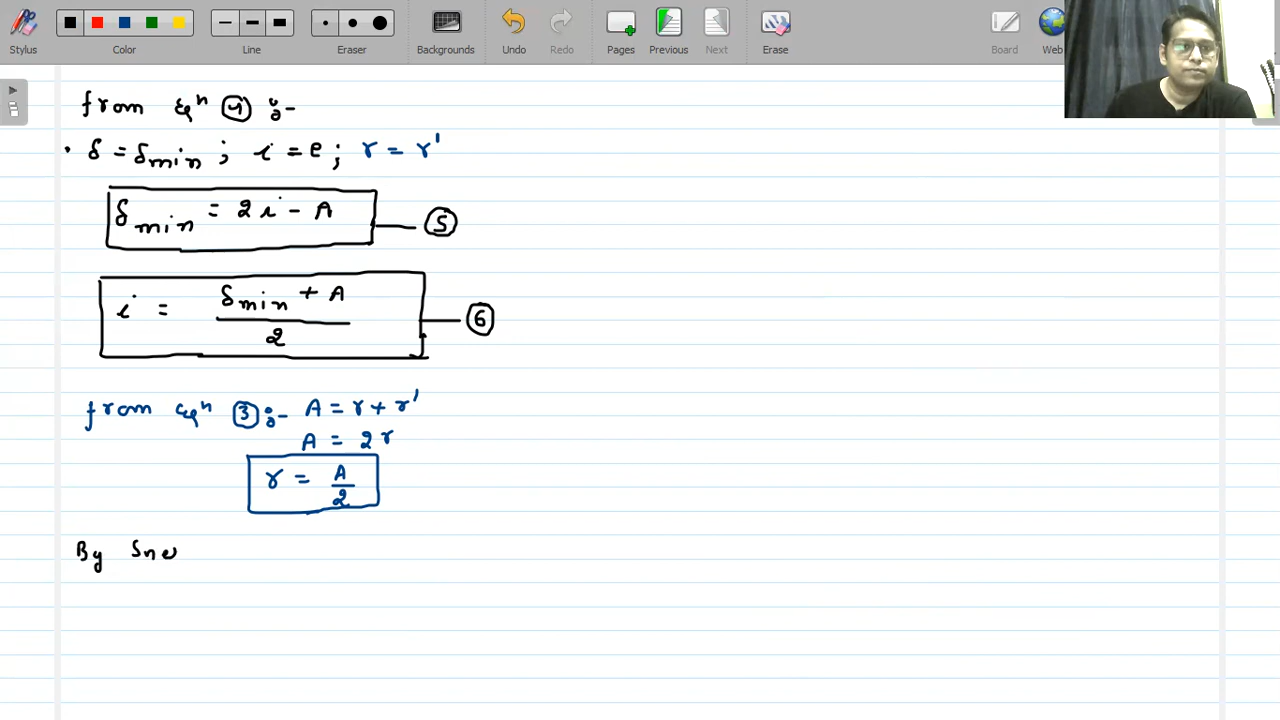 Stylus
Color
Line
Eraser
Backgrounds
Undo
Redo
Pages
Previous
Next
Erase
Board
Web
from Eqⁿ ④ :-
· δ = δmin ; i = e ; r = r'
δmin = 2i - A — ⑤
i = (δmin + A)/2 — ⑥
from Eqⁿ ③ :- A = r + r'
A = 2r
r = A/2
By Sne